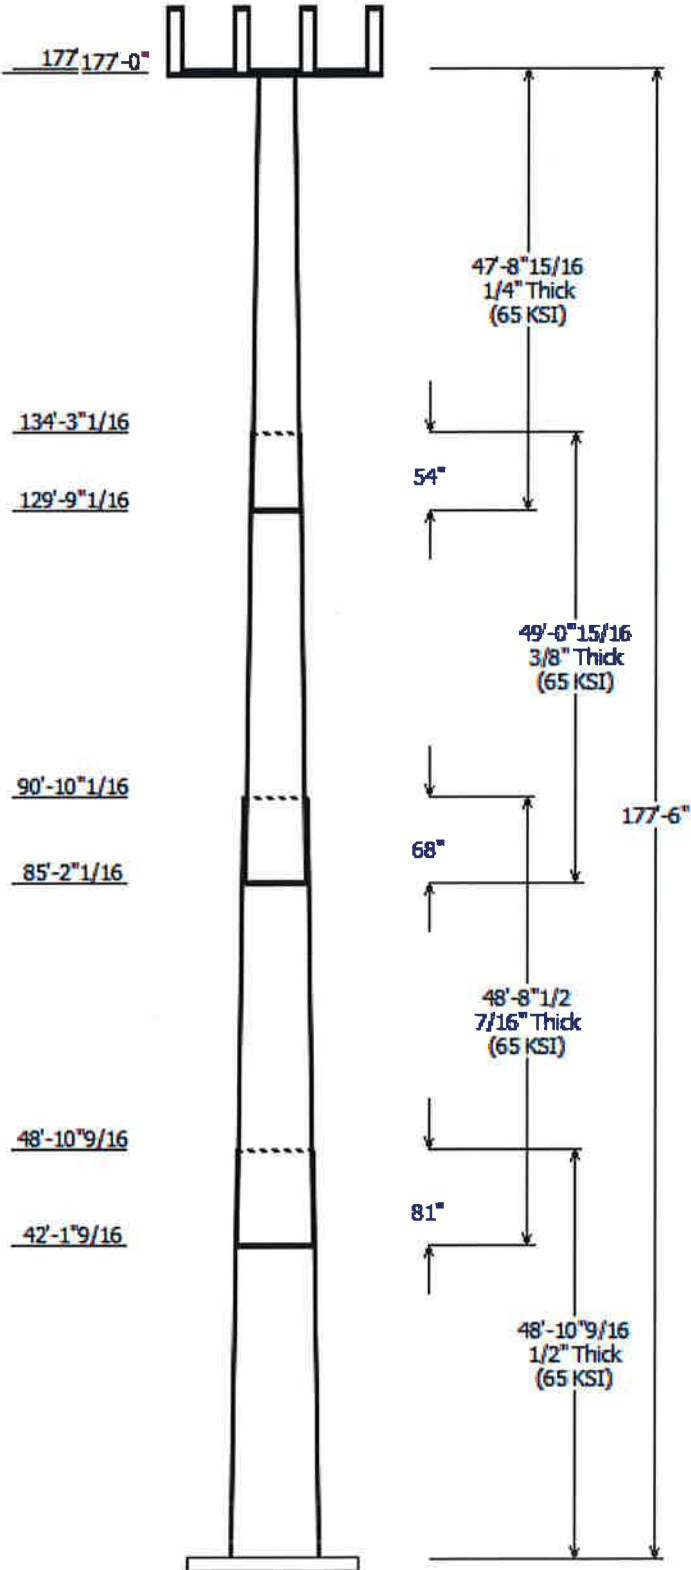 177' 177'-0"
47'-8"15/16
1/4" Thick
(65 KSI)
134'-3"1/16
54"
129'-9"1/16
49'-0"15/16
3/8" Thick
(65 KSI)
90'-10"1/16
177'-6"
68"
85'-2"1/16
48'-8"1/2
7/16" Thick
(65 KSI)
48'-10"9/16
81"
42'-1"9/16
48'-10"9/16
1/2" Thick
(65 KSI)